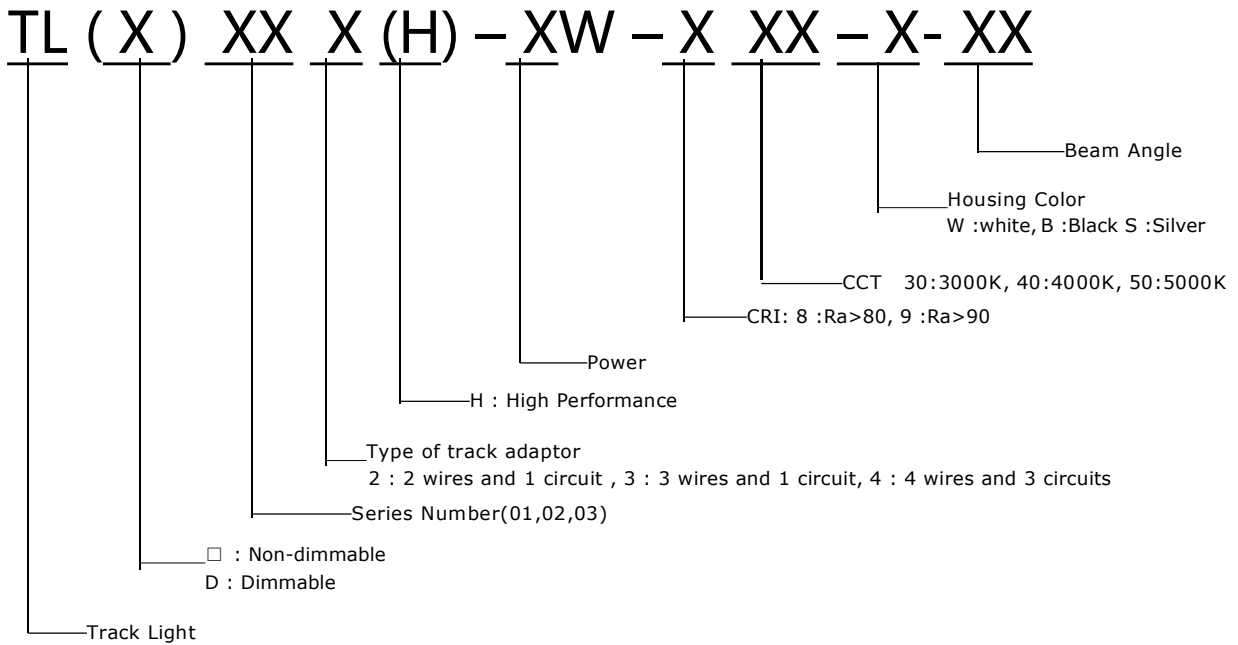 TL (X) XX X (H) – XW – X XX – X- XX
Beam Angle
Housing Color
W :white, B :Black S :Silver
CCT 30:3000K, 40:4000K, 50:5000K
CRI: 8 :Ra>80, 9 :Ra>90
Power
H : High Performance
Type of track adaptor
2 : 2 wires and 1 circuit , 3 : 3 wires and 1 circuit, 4 : 4 wires and 3 circuits
Series Number(01,02,03)
□ : Non-dimmable
D : Dimmable
Track Light